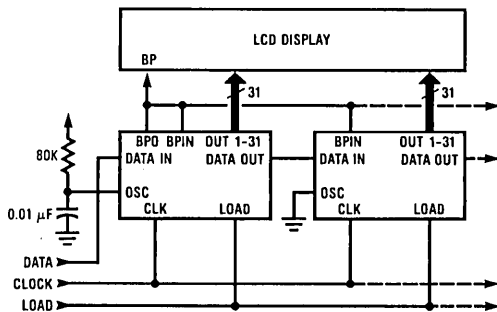 LCD DISPLAY
BP
31
31
BPO BPIN OUT 1-31
DATA IN DATA OUT
OSC
CLK LOAD
BPIN OUT 1-31
DATA IN DATA OUT
OSC
CLK LOAD
80K
0.01 µF
DATA
CLOCK
LOAD